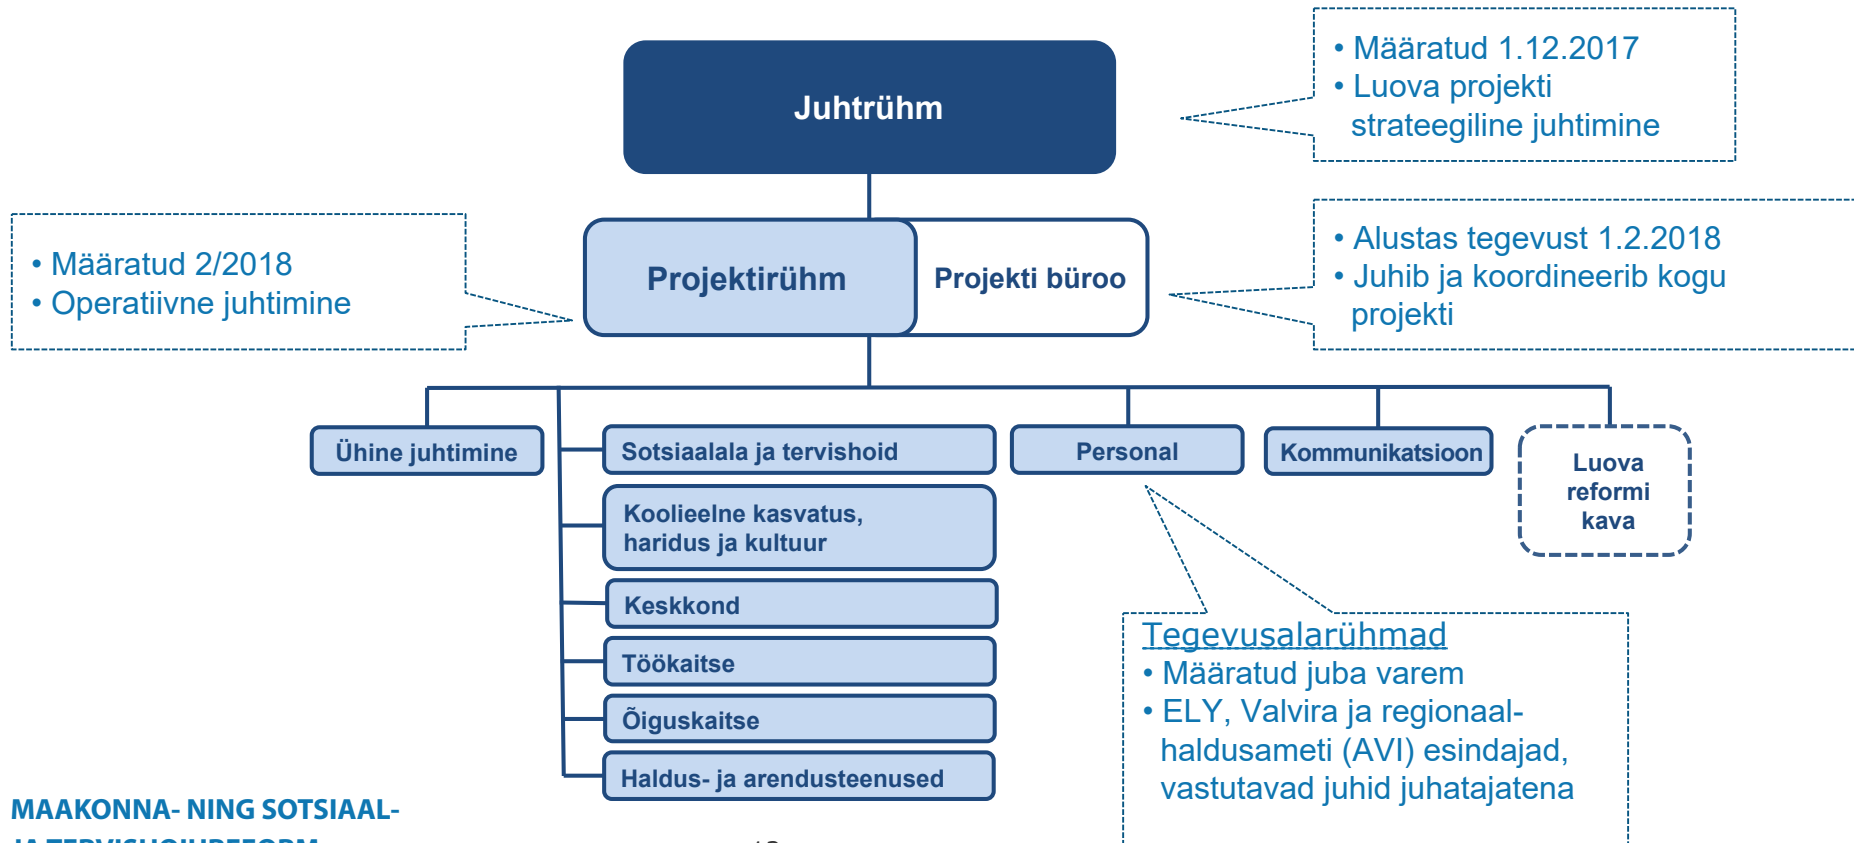 Juhtrühm
• Määratud 1.12.2017
• Luova projekti
strateegiline juhtimine
• Määratud 2/2018
• Operatiivne juhtimine
Projektirühm
Projekti büroo
• Alustas tegevust 1.2.2018
• Juhib ja koordineerib kogu
projekti
Ühine juhtimine
Sotsiaalala ja tervishoid
Koolieelne kasvatus,
haridus ja kultuur
Keskkond
Töökaitse
Õiguskaitse
Haldus- ja arendusteenused
Personal
Kommunikatsioon
Luova
reformi
kava
Tegevusalarühmad
• Määratud juba varem
• ELY, Valvira ja regionaal-
haldusameti (AVI) esindajad,
vastutavad juhid juhatajatena
MAAKONNA- NING SOTSIAAL-
JA TERVISHOIUREFORM